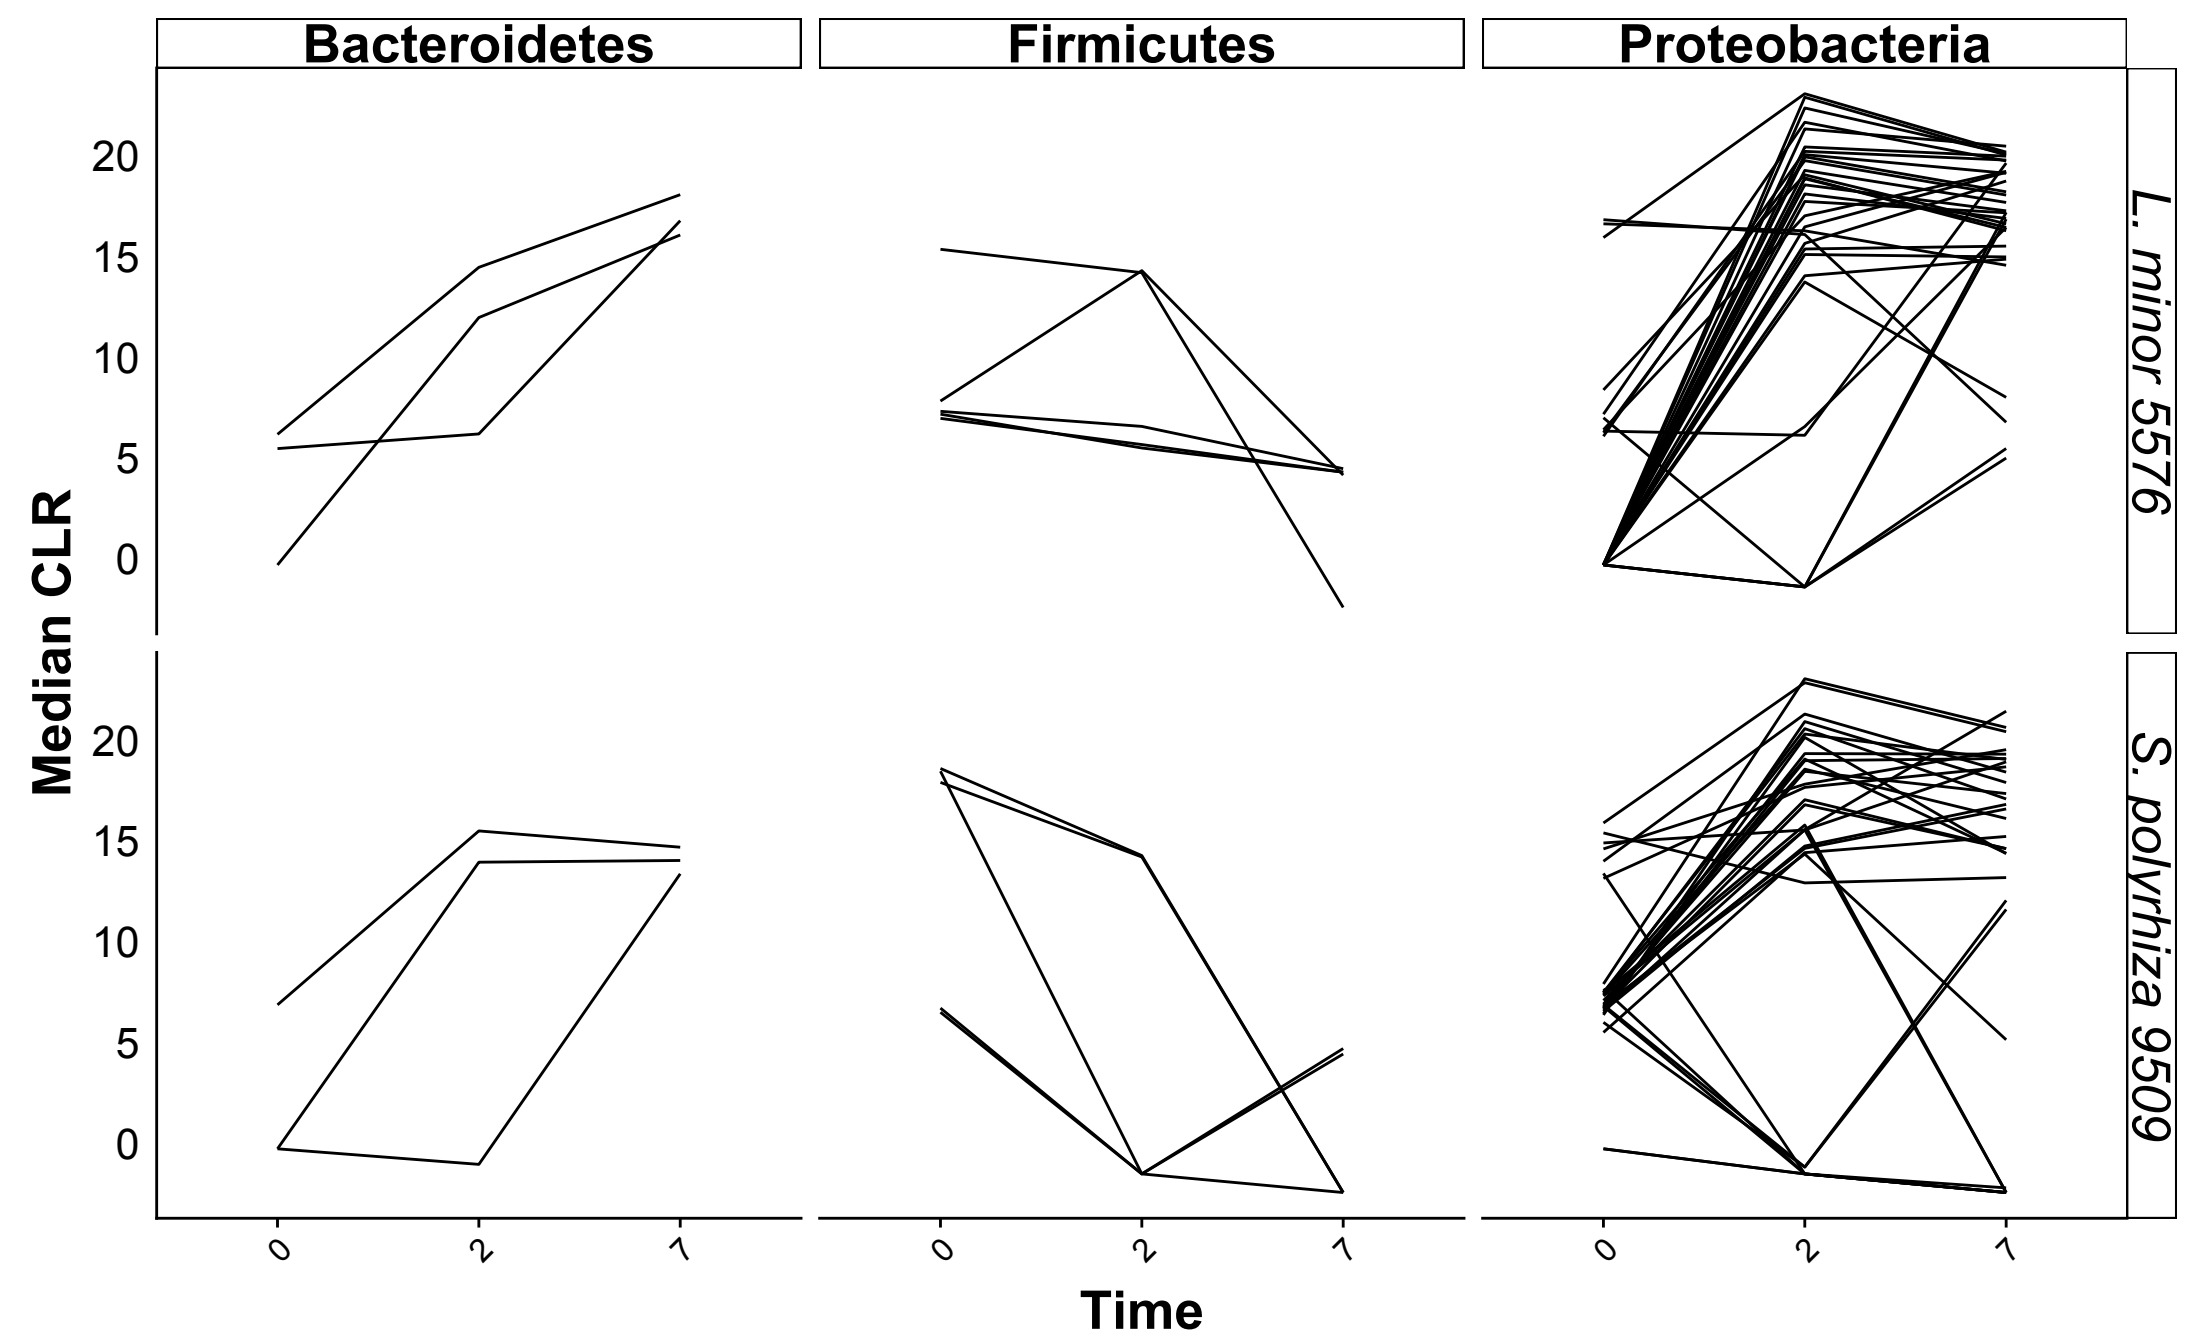 Bacteroidetes Firmicutes Proteobacteria
20
15
10
5
0
L. minor 5576
Median CLR
20
15
10
5
0
S. polyrhiza 9509
0 2 7 0 2 7 0 2 7
Time